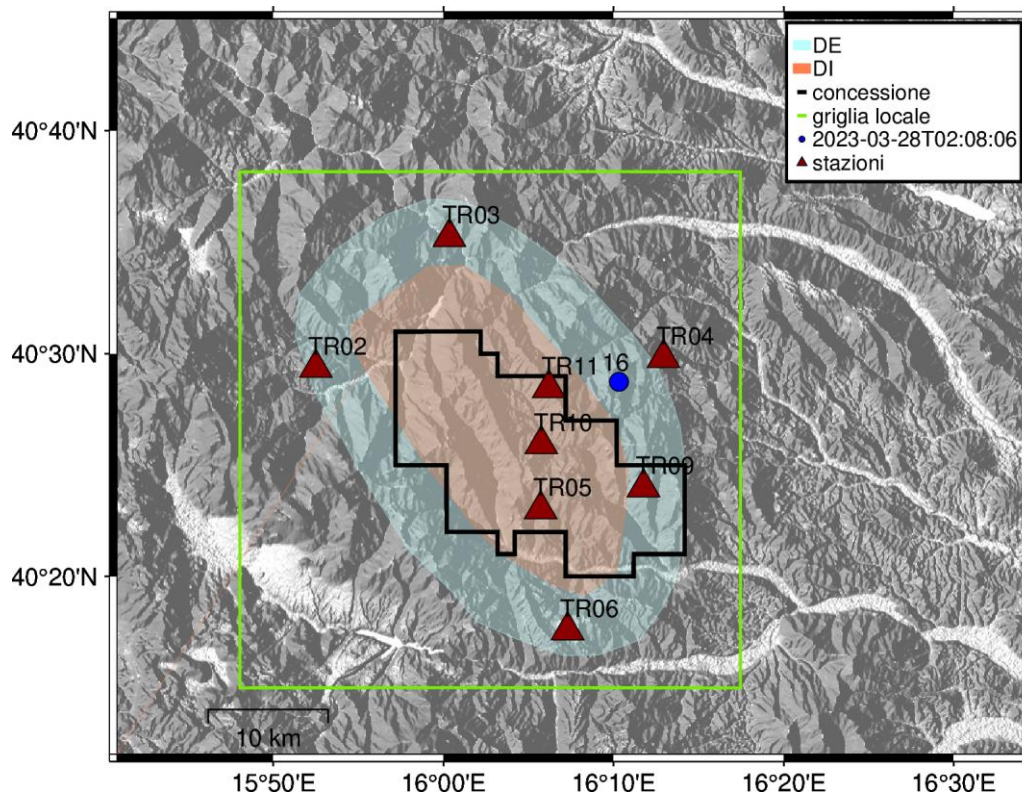 DE
DI
concessione
griglia locale
2023-03-28T02:08:06
stazioni
40°40'N
40°30'N
40°20'N
TR03
TR02
TR04
TR11 16
TR10
TR09
TR05
TR06
10 km
15°50'E
16°00'E
16°10'E
16°20'E
16°30'E